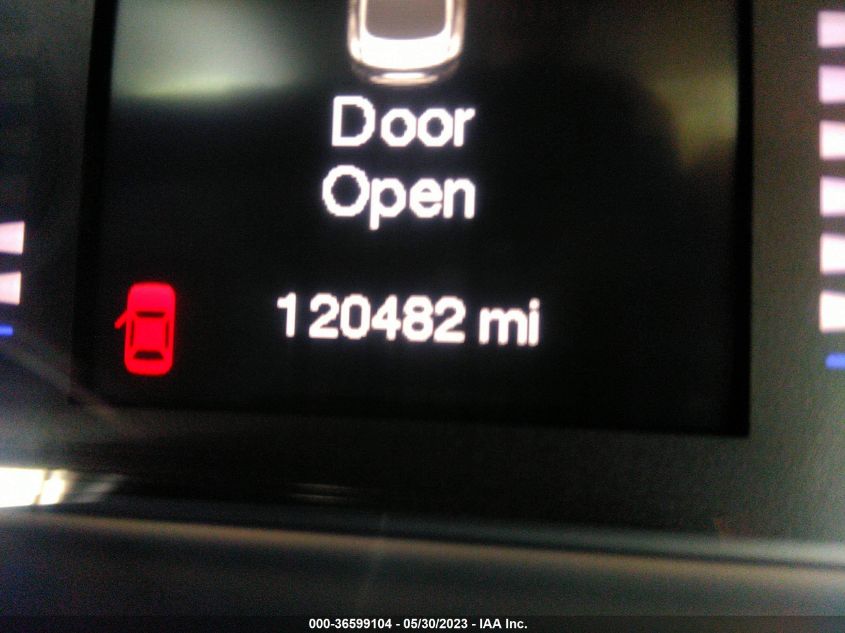 Door
Open
120482 mi
000-36599104 - 05/30/2023 - IAA Inc.